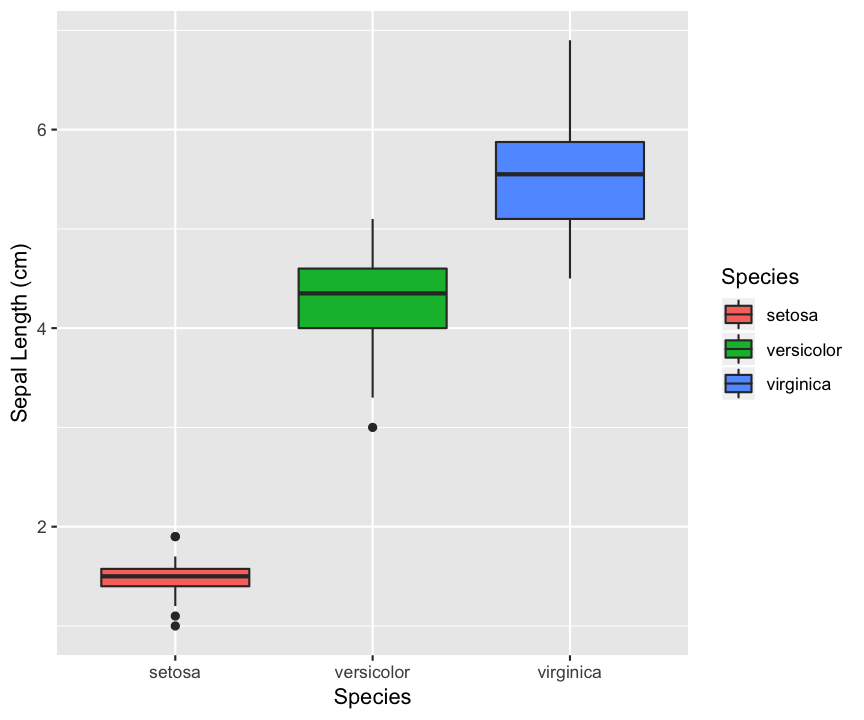 6
4
2
Sepal Length (cm)
setosa
versicolor
virginica
Species
Species
setosa
versicolor
virginica